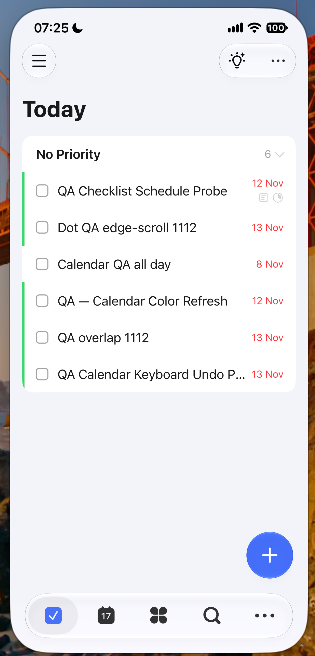 07:25
100
Today
No Priority 6
QA Checklist Schedule Probe 12 Nov
Dot QA edge-scroll 1112 13 Nov
Calendar QA all day 8 Nov
QA — Calendar Color Refresh 12 Nov
QA overlap 1112 13 Nov
QA Calendar Keyboard Undo P... 13 Nov
17